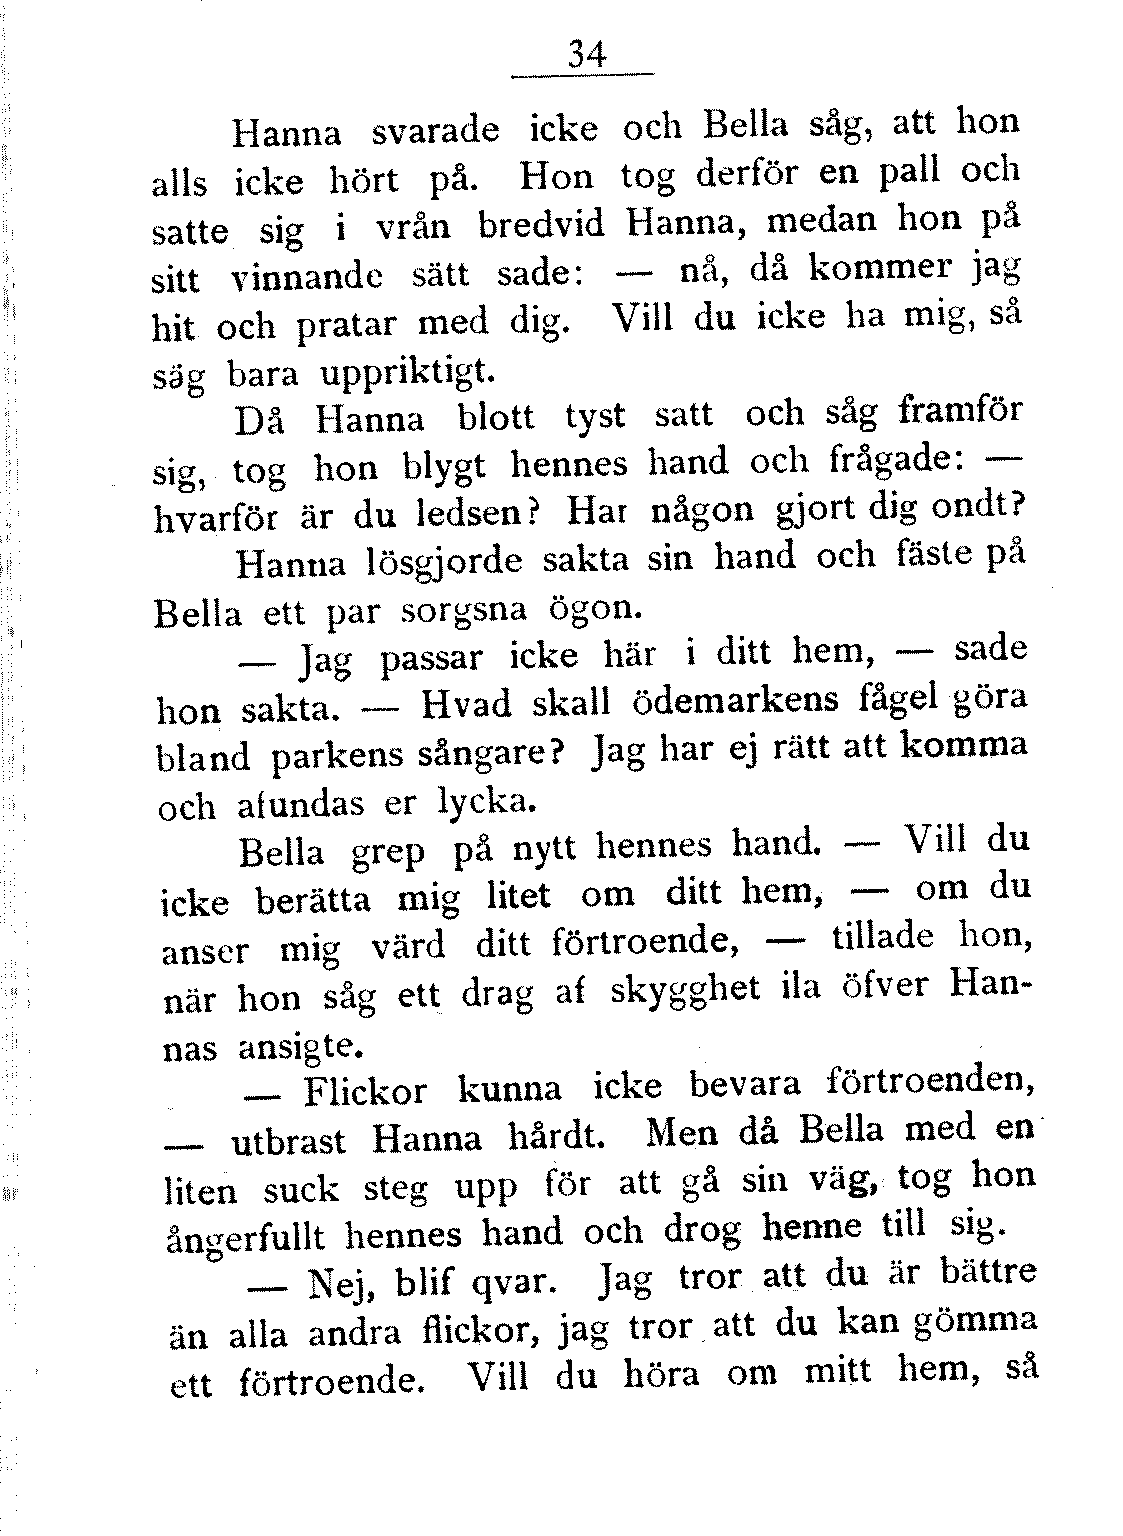 34
Hanna svarade icke och Bella såg, att hon
alls icke hört på. Hon tog derför en pall och
satte sig i vrån bredvid Hanna, medan hon på
sitt vinnande sätt sade: — nå, då kommer jag
hit och pratar med dig. Vill du icke ha mig, så
säg bara uppriktigt.
Då Hanna blott tyst satt och såg framför
sig, tog hon blygt hennes hand och frågade: —
hvarför är du ledsen? Har någon gjort dig ondt?
Hanna lösgjorde sakta sin hand och fäste på
Bella ett par sorgsna ögon.
— Jag passar icke här i ditt hem, — sade
hon sakta. — Hvad skall ödemarkens fågel göra
bland parkens sångare? Jag har ej rätt att komma
och afundas er lycka.
Bella grep på nytt hennes hand. — Vill du
icke berätta mig litet om ditt hem, — om du
anser mig värd ditt förtroende, — tillade hon,
när hon såg ett drag af skygghet ila öfver Han-
nas ansigte.
— Flickor kunna icke bevara förtroenden,
— utbrast Hanna hårdt. Men då Bella med en
liten suck steg upp för att gå sin väg, tog hon
ångerfullt hennes hand och drog henne till sig.
— Nej, blif qvar. Jag tror att du är bättre
än alla andra flickor, jag tror att du kan gömma
ett förtroende. Vill du höra om mitt hem, så